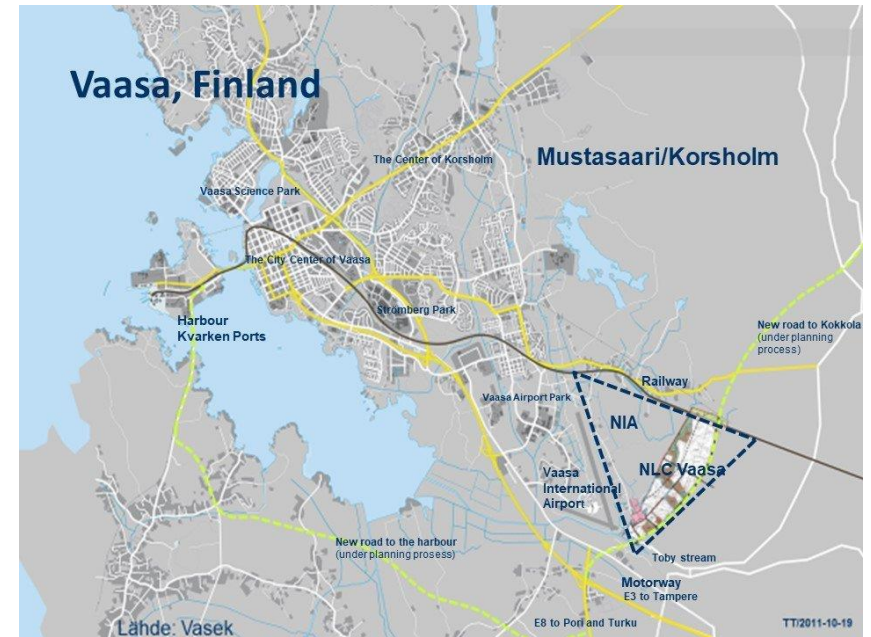 Vaasa, Finland
The Center of Korsholm
Mustasaari/Korsholm
Vaasa Science Park
The City Center of Vaasa
Harbour
Kvarken Ports
Strömberg Park
New road to Kokkola
(under planning
process)
Railway
Vaasa Airport Park
NIA
NLC Vaasa
Vaasa
International
Airport
New road to the harbour
(under planning prosess)
Toby stream
Motorway
E3 to Tampere
E8 to Pori and Turku
Lähde: Vasek
TT/2011-10-19